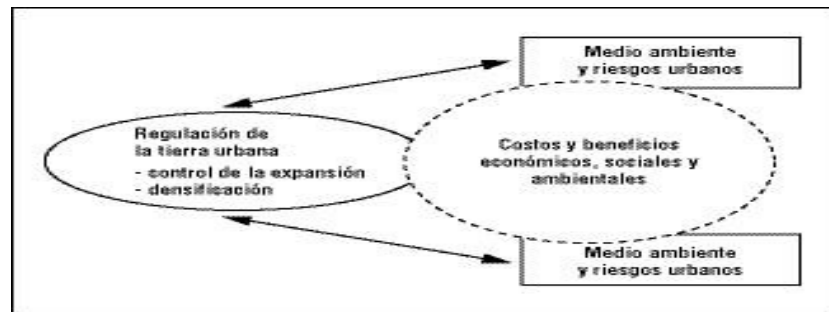 Medio ambiente
y riesgos urbanos
Regulación de
la tierra urbana
- control de la expansión
- densificación
Costos y beneficios
económicos, sociales y
ambientales
Medio ambiente
y riesgos urbanos